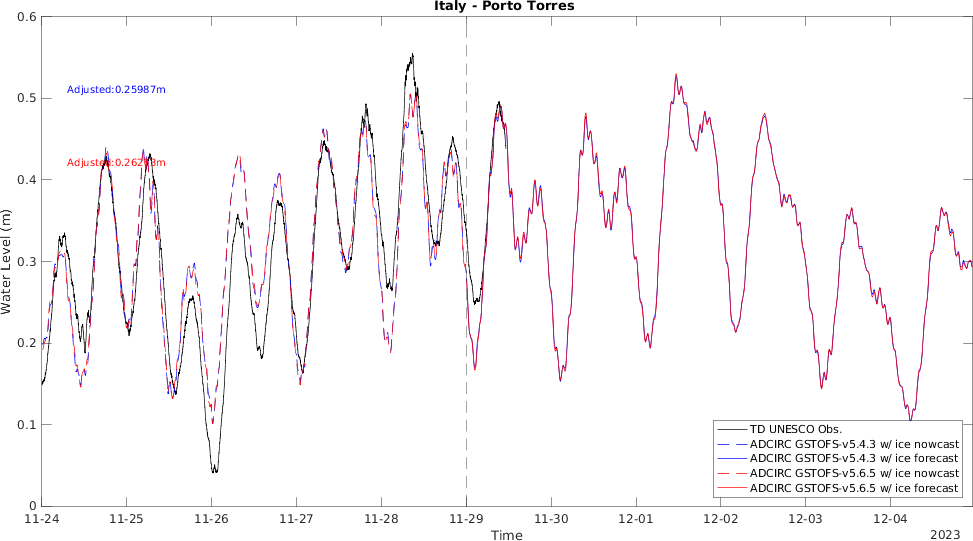 Italy - Porto Torres
0.6
0.5
0.4
0.3
0.2
0.1
0
Water Level (m)
Adjusted:0.25987m
11-24
11-25
11-26
11-27
11-28
11-29
11-30
12-01
12-02
12-03
12-04
Time
2023
TD UNESCO Obs.
ADCIRC GSTOFS-v5.4.3 w/ ice nowcast
ADCIRC GSTOFS-v5.4.3 w/ ice forecast
ADCIRC GSTOFS-v5.6.5 w/ ice nowcast
ADCIRC GSTOFS-v5.6.5 w/ ice forecast